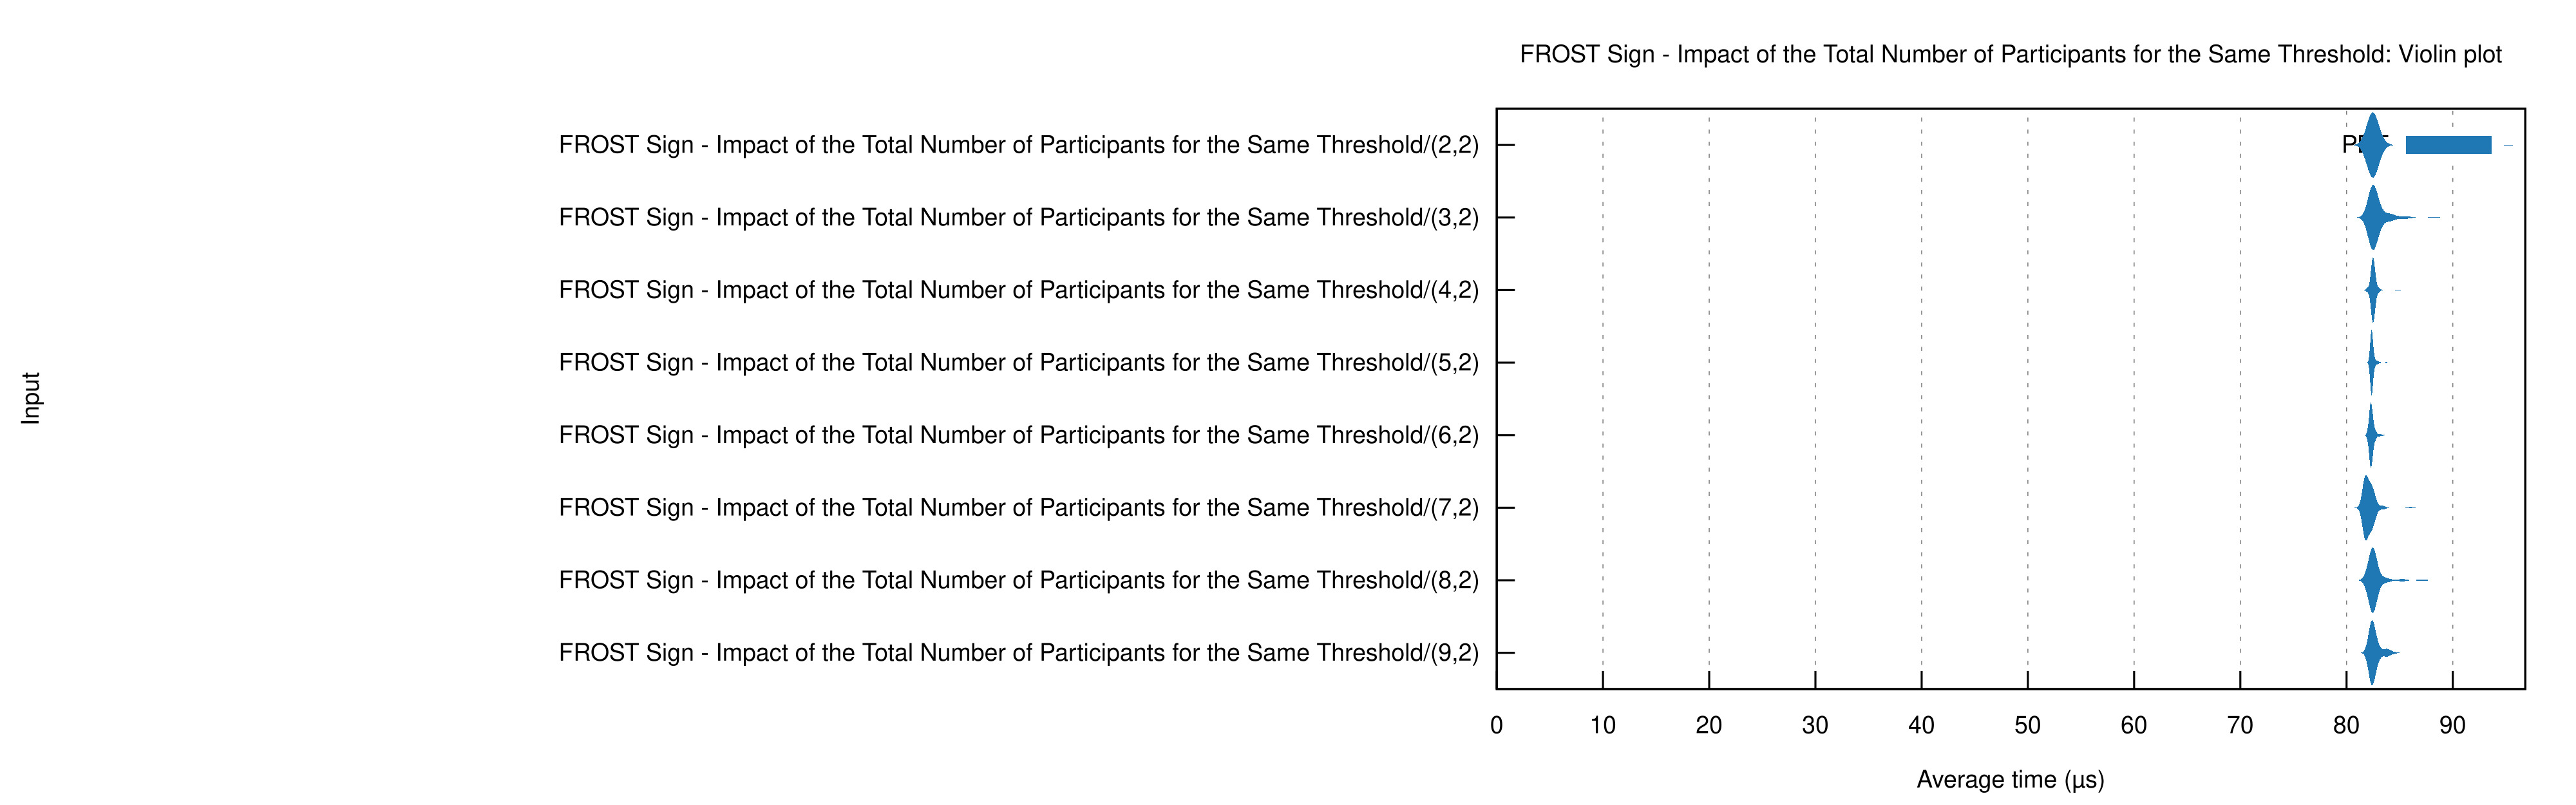 FROST Sign - Impact of the Total Number of Participants for the Same Threshold: Violin plot
FROST Sign - Impact of the Total Number of Participants for the Same Threshold/(2,2)
FROST Sign - Impact of the Total Number of Participants for the Same Threshold/(3,2)
FROST Sign - Impact of the Total Number of Participants for the Same Threshold/(4,2)
FROST Sign - Impact of the Total Number of Participants for the Same Threshold/(5,2)
FROST Sign - Impact of the Total Number of Participants for the Same Threshold/(6,2)
FROST Sign - Impact of the Total Number of Participants for the Same Threshold/(7,2)
FROST Sign - Impact of the Total Number of Participants for the Same Threshold/(8,2)
FROST Sign - Impact of the Total Number of Participants for the Same Threshold/(9,2)
Input
0 10 20 30 40 50 60 70 80 90
Average time (µs)